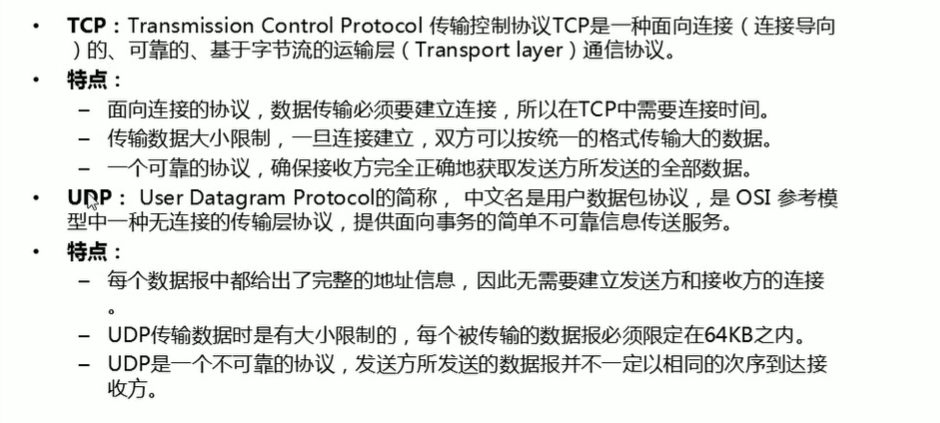 • TCP：Transmission Control Protocol 传输控制协议TCP是一种面向连接（连接导向
）的、可靠的、基于字节流的运输层（Transport layer）通信协议。
• 特点：
– 面向连接的协议，数据传输必须要建立连接，所以在TCP中需要连接时间。
– 传输数据大小限制，一旦连接建立，双方可以按统一的格式传输大的数据。
– 一个可靠的协议，确保接收方完全正确地获取发送方所发送的全部数据。
• UDP： User Datagram Protocol的简称， 中文名是用户数据包协议，是 OSI 参考模
型中一种无连接的传输层协议，提供面向事务的简单不可靠信息传送服务。
• 特点：
– 每个数据报中都给出了完整的地址信息，因此无需要建立发送方和接收方的连接
。
– UDP传输数据时是有大小限制的，每个被传输的数据报必须限定在64KB之内。
– UDP是一个不可靠的协议，发送方所发送的数据报并不一定以相同的次序到达接
收方。